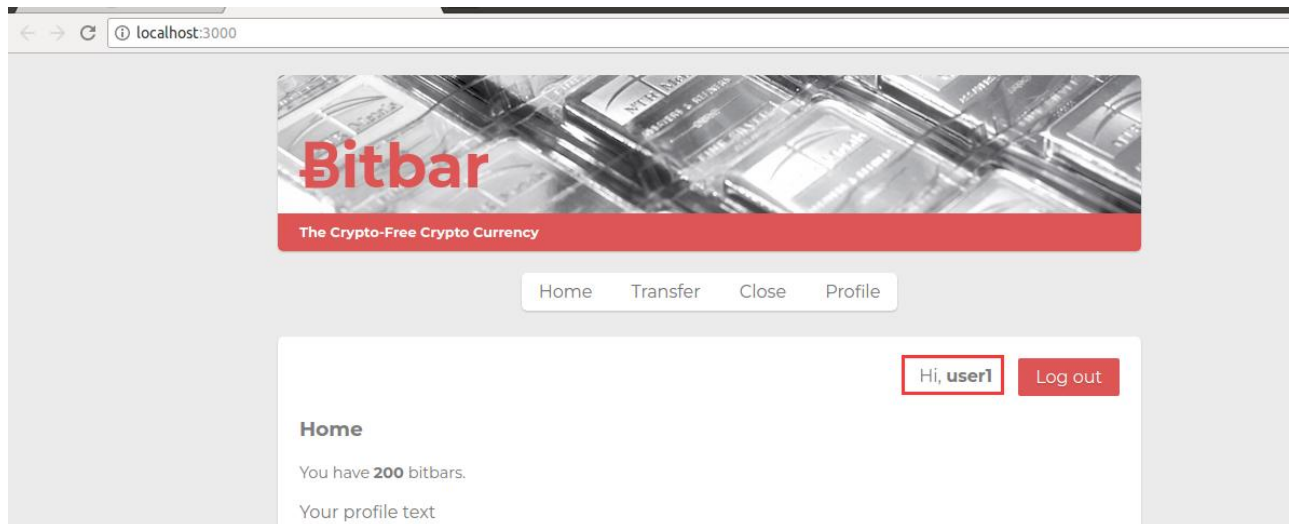 localhost:3000
Ƀitbar
The Crypto-Free Crypto Currency
Home Transfer Close Profile
Hi, user1 Log out
Home
You have 200 bitbars.
Your profile text